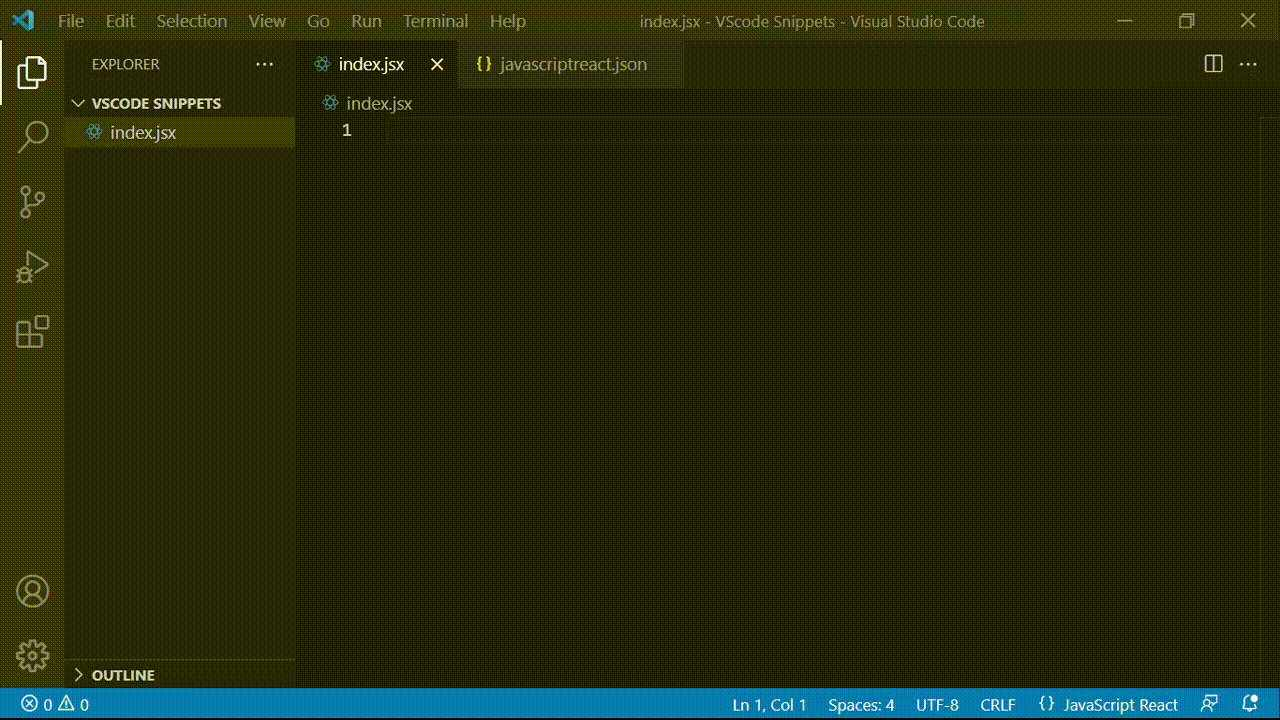 File Edit Selection View Go Run Terminal Help index.jsx - VScode Snippets - Visual Studio Code
EXPLORER
index.jsx
javascriptreact.json
VSCODE SNIPPETS
index.jsx
index.jsx
1
OUTLINE
0 0 Ln 1, Col 1 Spaces: 4 UTF-8 CRLF {} JavaScript React